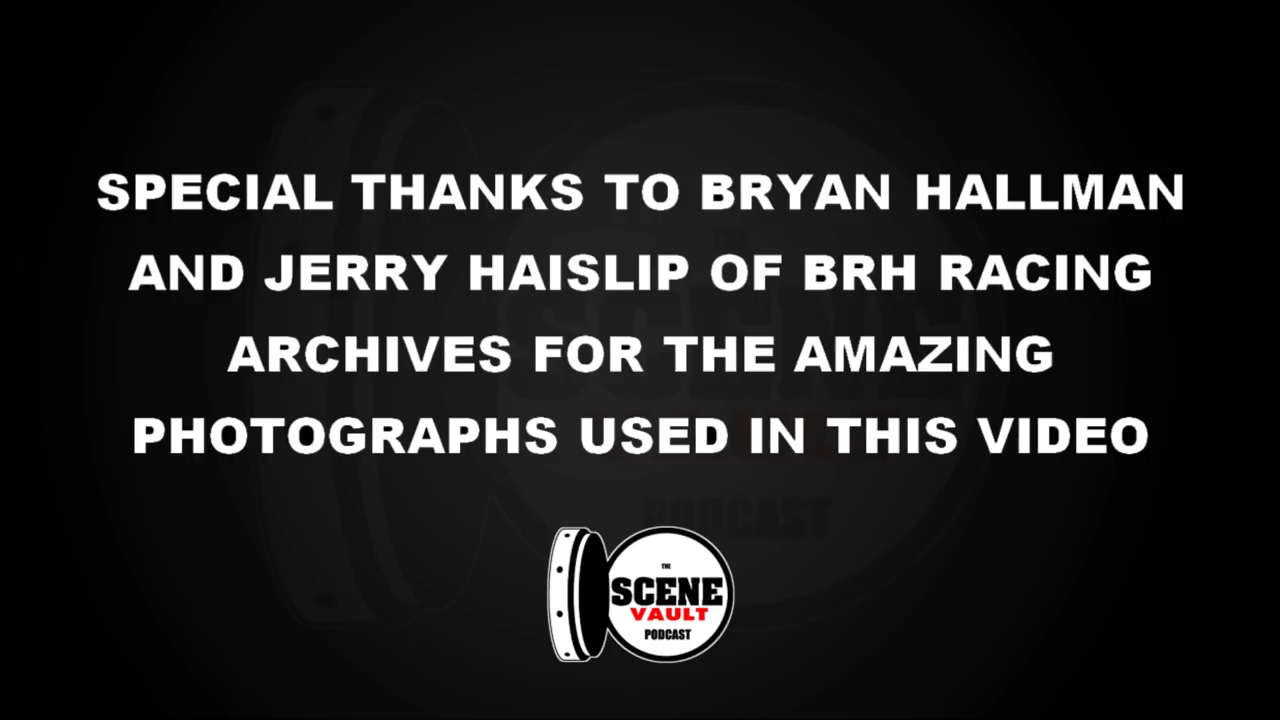 SPECIAL THANKS TO BRYAN HALLMAN
AND JERRY HAISLIP OF BRH RACING
ARCHIVES FOR THE AMAZING
PHOTOGRAPHS USED IN THIS VIDEO
THE
SCENE
VAULT
PODCAST